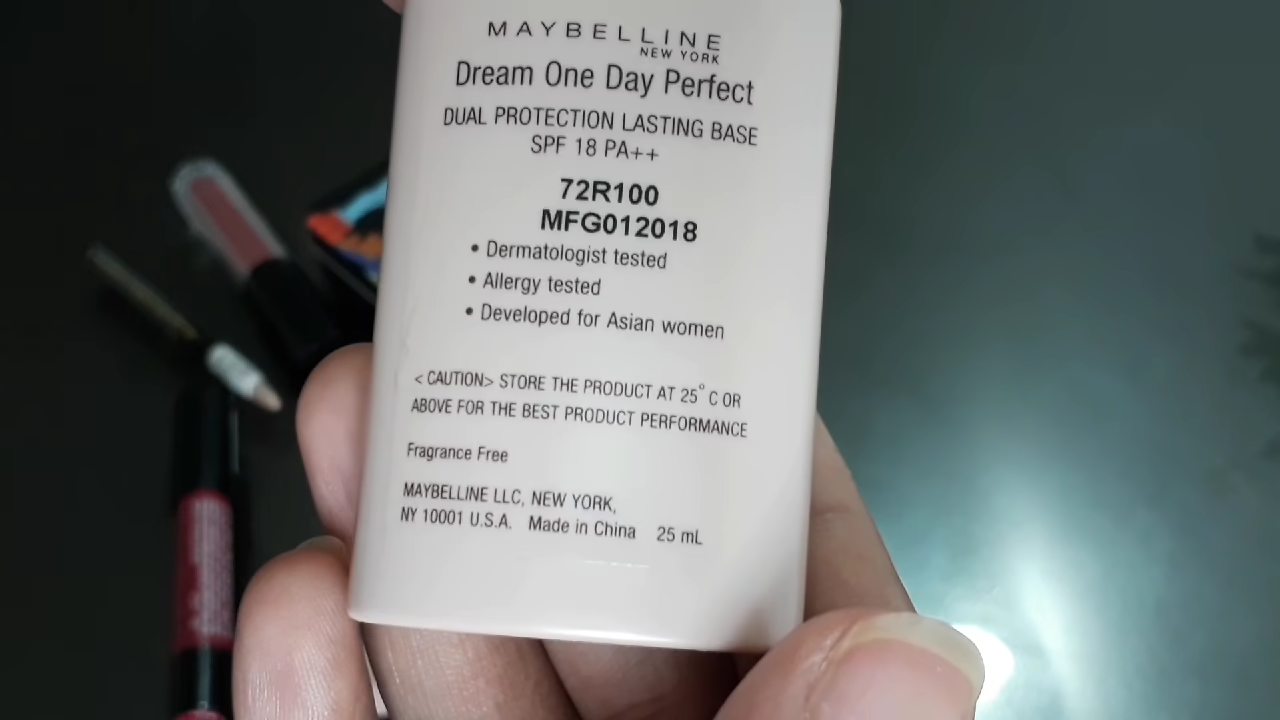 MAYBELLINE
NEW YORK
Dream One Day Perfect
DUAL PROTECTION LASTING BASE
SPF 18 PA++
72R100
MFG012018
• Dermatologist tested
• Allergy tested
• Developed for Asian women
< CAUTION> STORE THE PRODUCT AT 25° C OR
ABOVE FOR THE BEST PRODUCT PERFORMANCE
Fragrance Free
MAYBELLINE LLC, NEW YORK,
NY 10001 U.S.A. Made in China 25 mL